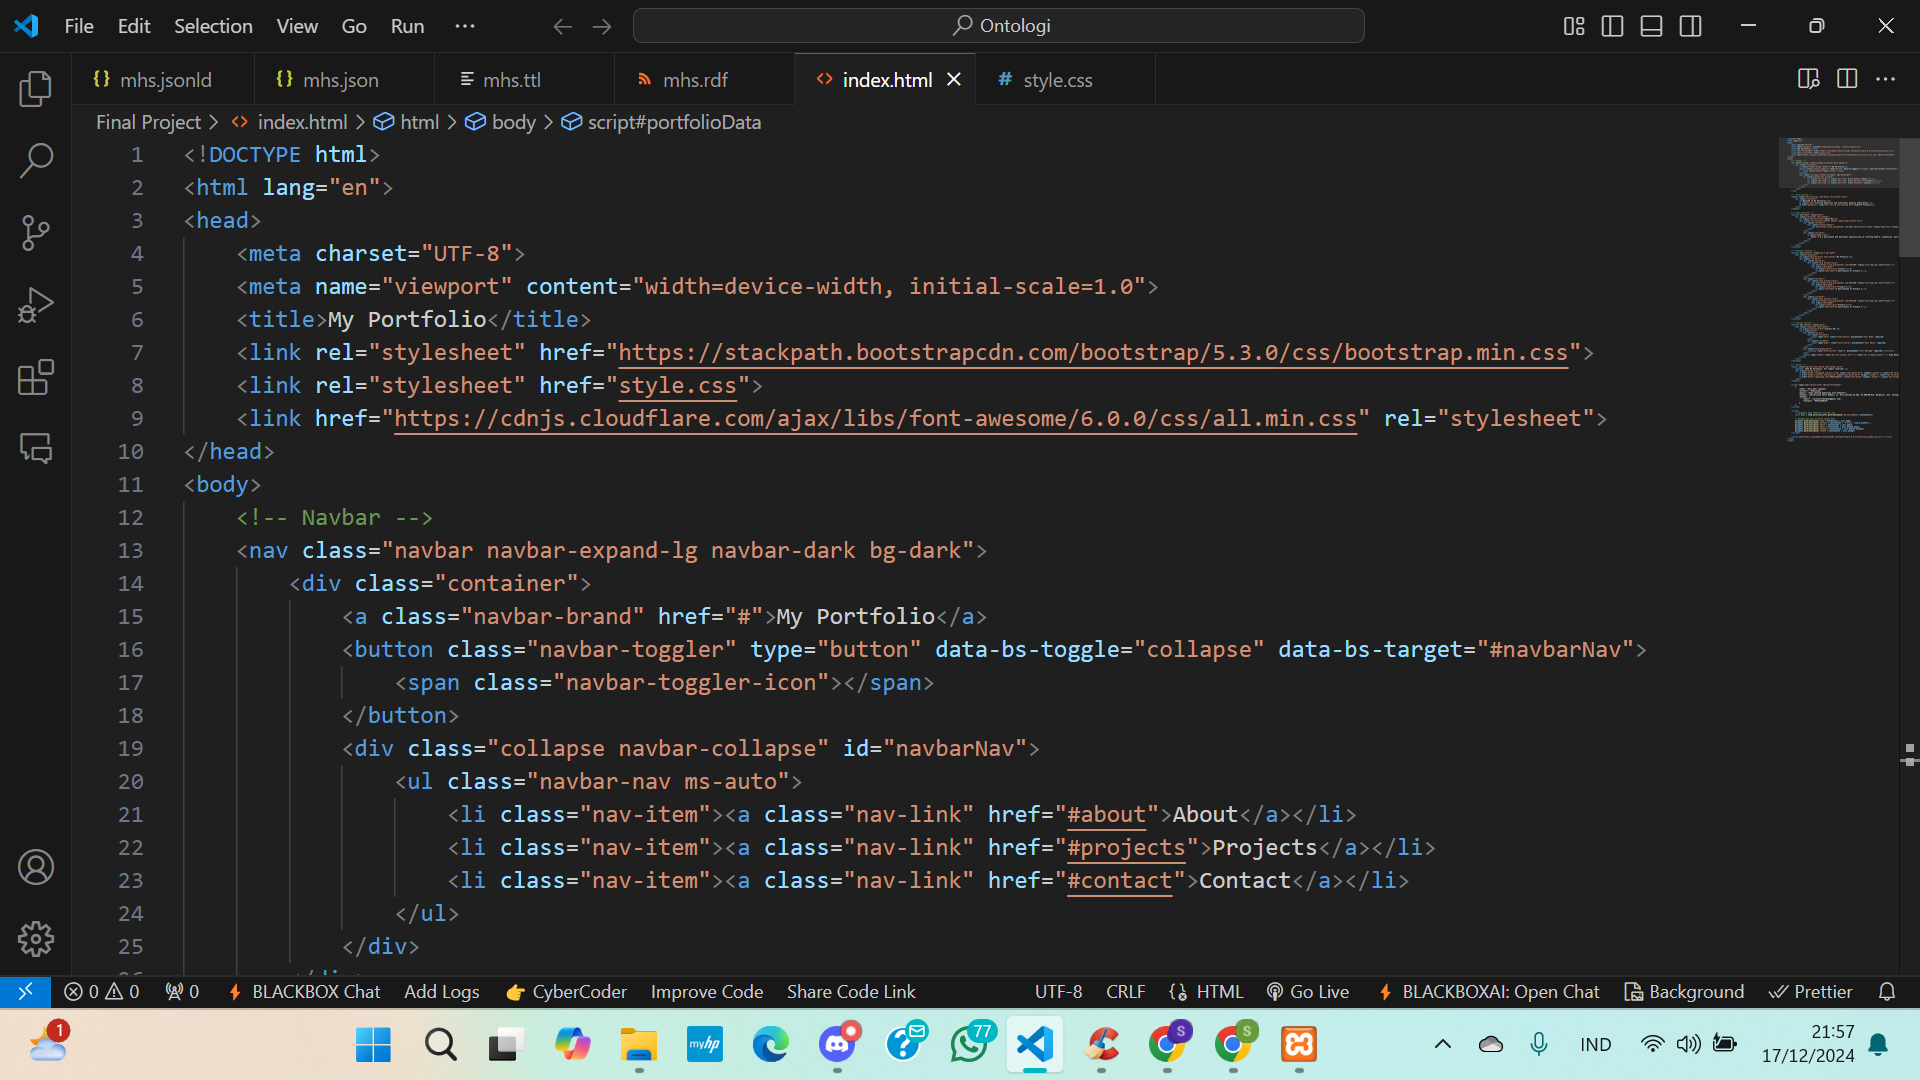 File Edit Selection View Go Run ··· Ontologi
{} mhs.jsonld {} mhs.json mhs.ttl mhs.rdf <> index.html # style.css
Final Project > <> index.html > html > body > script#portfolioData
1 <!DOCTYPE html>
2 <html lang="en">
3 <head>
4 <meta charset="UTF-8">
5 <meta name="viewport" content="width=device-width, initial-scale=1.0">
6 <title>My Portfolio</title>
7 <link rel="stylesheet" href="https://stackpath.bootstrapcdn.com/bootstrap/5.3.0/css/bootstrap.min.css">
8 <link rel="stylesheet" href="style.css">
9 <link href="https://cdnjs.cloudflare.com/ajax/libs/font-awesome/6.0.0/css/all.min.css" rel="stylesheet">
10 </head>
11 <body>
12 <!-- Navbar -->
13 <nav class="navbar navbar-expand-lg navbar-dark bg-dark">
14 <div class="container">
15 <a class="navbar-brand" href="#">My Portfolio</a>
16 <button class="navbar-toggler" type="button" data-bs-toggle="collapse" data-bs-target="#navbarNav">
17 <span class="navbar-toggler-icon"></span>
18 </button>
19 <div class="collapse navbar-collapse" id="navbarNav">
20 <ul class="navbar-nav ms-auto">
21 <li class="nav-item"><a class="nav-link" href="#about">About</a></li>
22 <li class="nav-item"><a class="nav-link" href="#projects">Projects</a></li>
23 <li class="nav-item"><a class="nav-link" href="#contact">Contact</a></li>
24 </ul>
25 </div>
0 0 0 BLACKBOX Chat Add Logs 👉 CyberCoder Improve Code Share Code Link UTF-8 CRLF HTML Go Live BLACKBOXAI: Open Chat Background Prettier
1 myhp 77 S S IND 21:57
17/12/2024